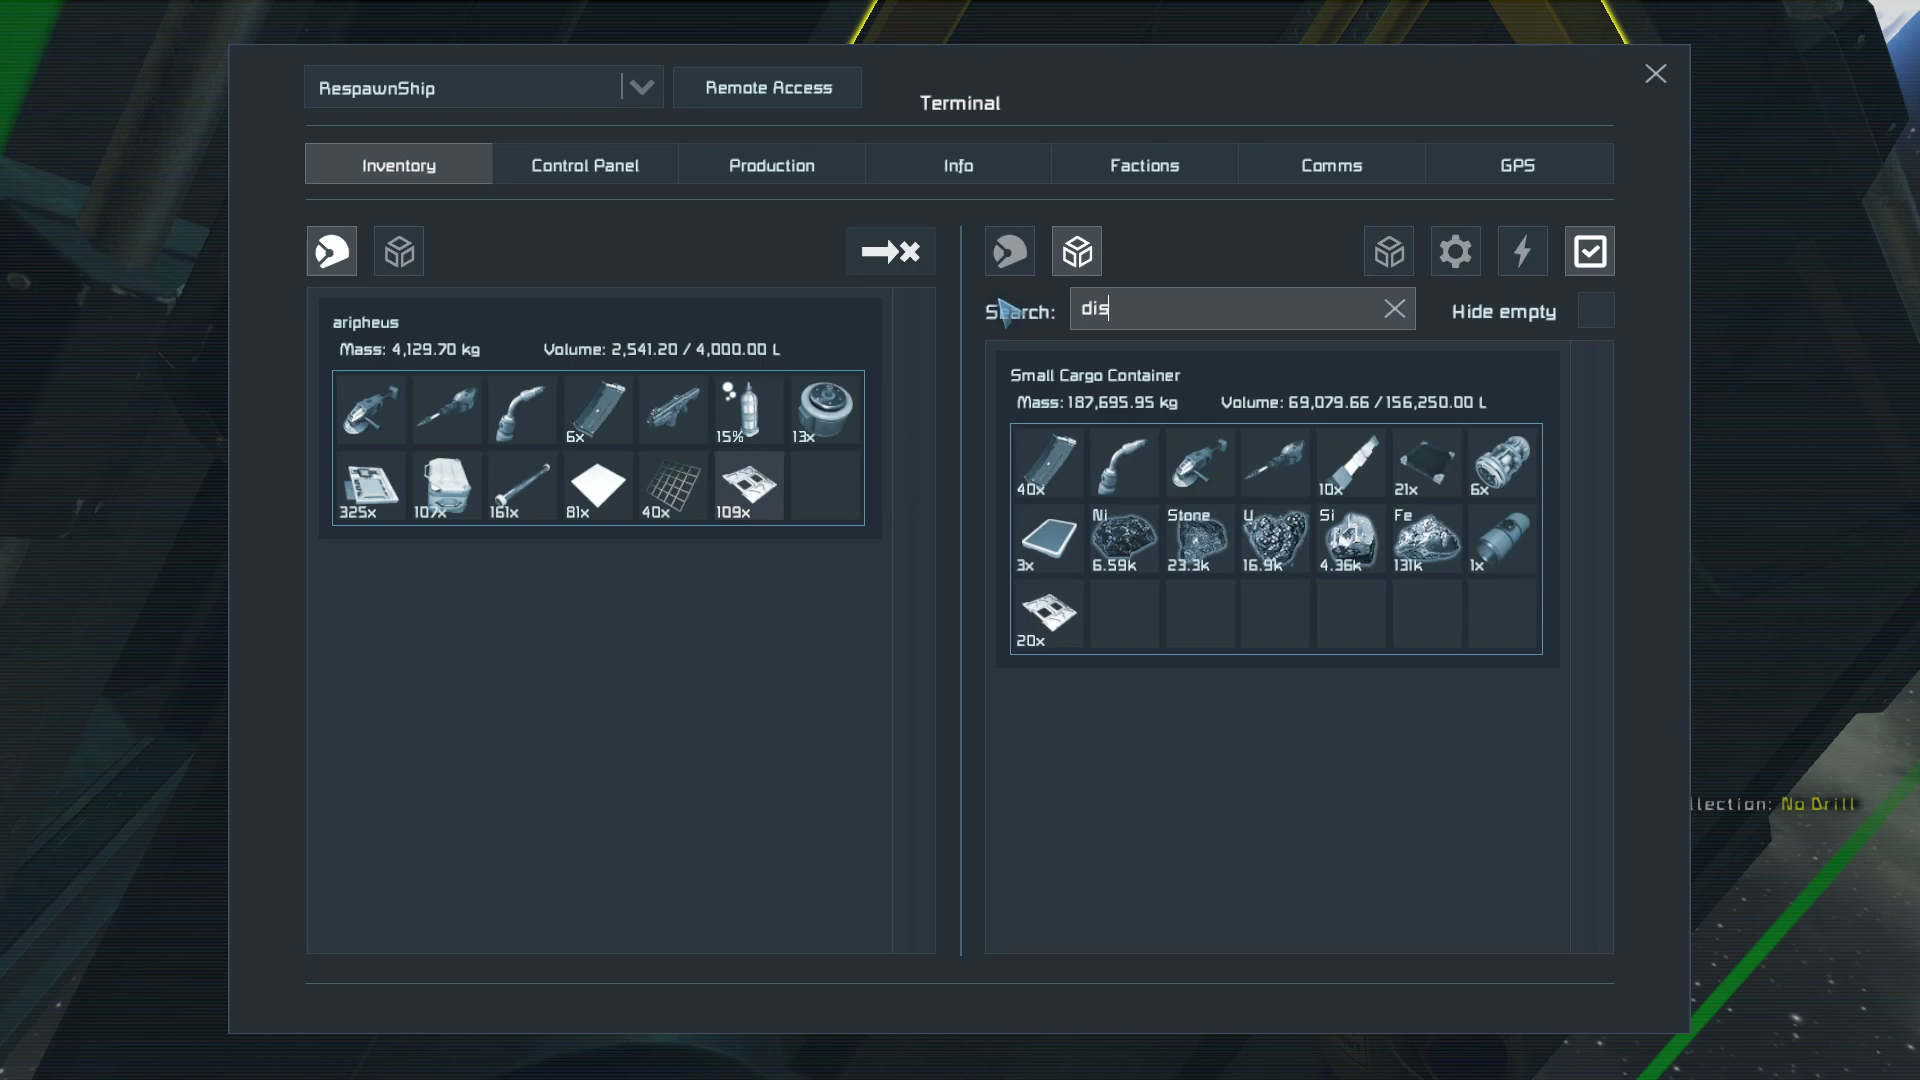 RespawnShip
Remote Access
Terminal
Inventory
Control Panel
Production
Info
Factions
Comms
GPS
aripheus
Mass: 4,129.70 kg
Volume: 2,541.20 / 4,000.00 L
6x
15%
13x
325x
107x
161x
81x
40x
109x
Search:
dis
Hide empty
Small Cargo Container
Mass: 187,695.95 kg
Volume: 69,079.66 / 156,250.00 L
40x
10x
21x
6x
3x
Ni
6.59k
Stone
23.3k
U
16.9k
Si
4.36k
Fe
131k
1x
20x
llection: No Drill